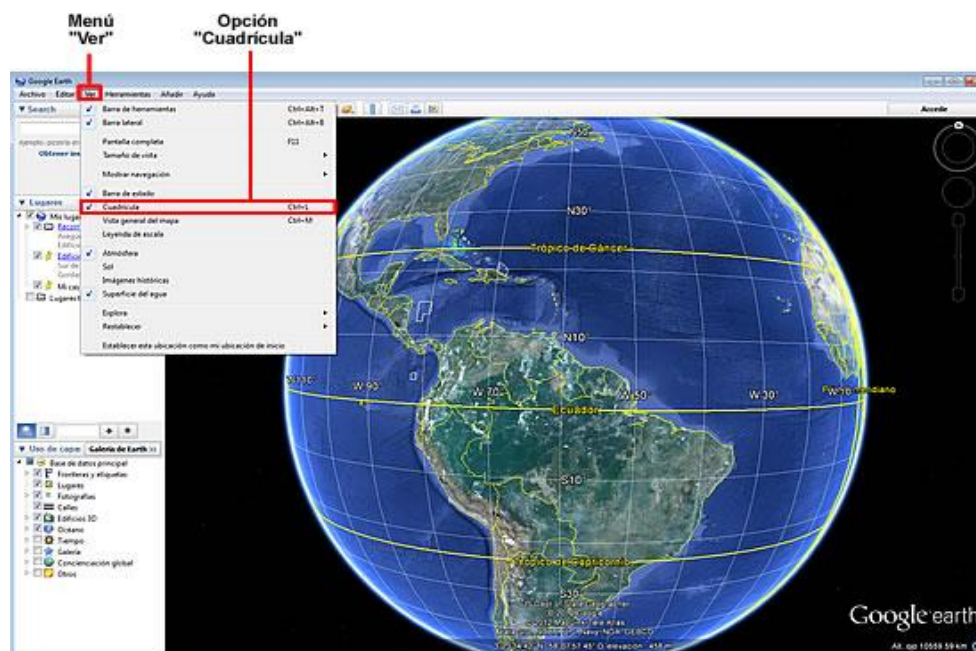 Menú
"Ver"
Opción
"Cuadrícula"
Google Earth
Archivo Editar Ver Herramientas Añadir Ayuda
Search
Accede
Barra de herramientas Ctrl+Alt+T
Barra lateral Ctrl+Alt+B
Pantalla completa F11
Tamaño de vista
Mostrar navegación
Barra de estado
Cuadrícula Ctrl+L
Vista general del mapa Ctrl+M
Leyenda de escala
Atmósfera
Sol
Imágenes históricas
Superficie del agua
Explora
Restablecer
Establecer esta ubicación como mi ubicación de inicio
Lugares
N50°
N30°
Trópico de Cáncer
N10°
W 90° W 70° W 50° W 30°
Ecuador
S10°
Trópico de Capricornio
S30°
Uso de capas Galería de Earth
Base de datos principal
Fronteras y etiquetas
Lugares
Fotografías
Calles
Edificios 3D
Océano
Tiempo
Galería
Concienciación global
Otros
Google earth